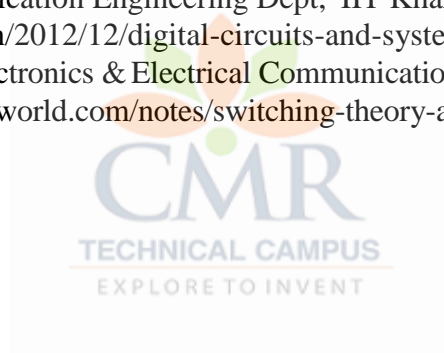 ication Engineering Dept, IIT Kha
/2012/12/digital-circuits-and-syste
ctronics & Electrical Communicatio
world.com/notes/switching-theory-a
CMR
TECHNICAL CAMPUS
EXPLORE TO INVENT